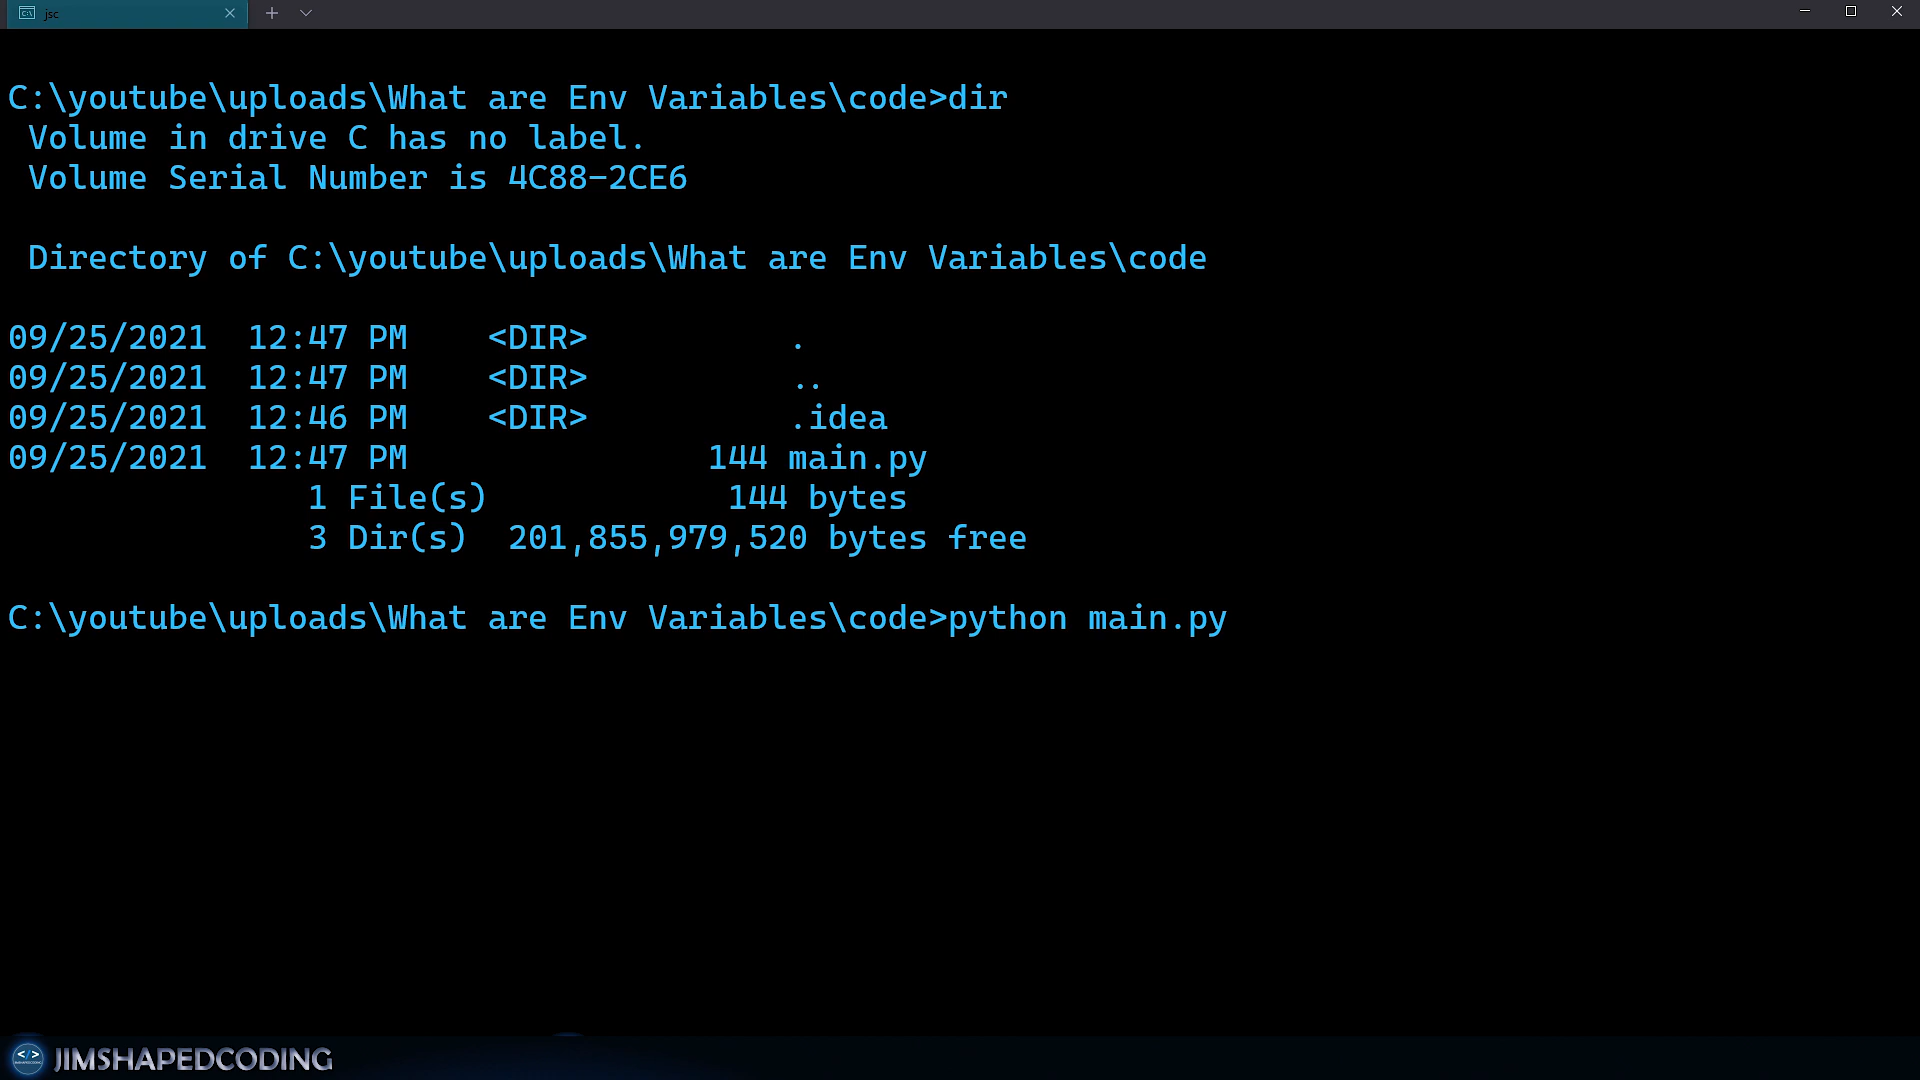 jsc
C:\youtube\uploads\What are Env Variables\code>dir
 Volume in drive C has no label.
 Volume Serial Number is 4C88-2CE6

 Directory of C:\youtube\uploads\What are Env Variables\code

09/25/2021  12:47 PM    <DIR>          .
09/25/2021  12:47 PM    <DIR>          ..
09/25/2021  12:46 PM    <DIR>          .idea
09/25/2021  12:47 PM               144 main.py
               1 File(s)            144 bytes
               3 Dir(s)  201,855,979,520 bytes free

C:\youtube\uploads\What are Env Variables\code>python main.py
JIMSHAPEDCODING